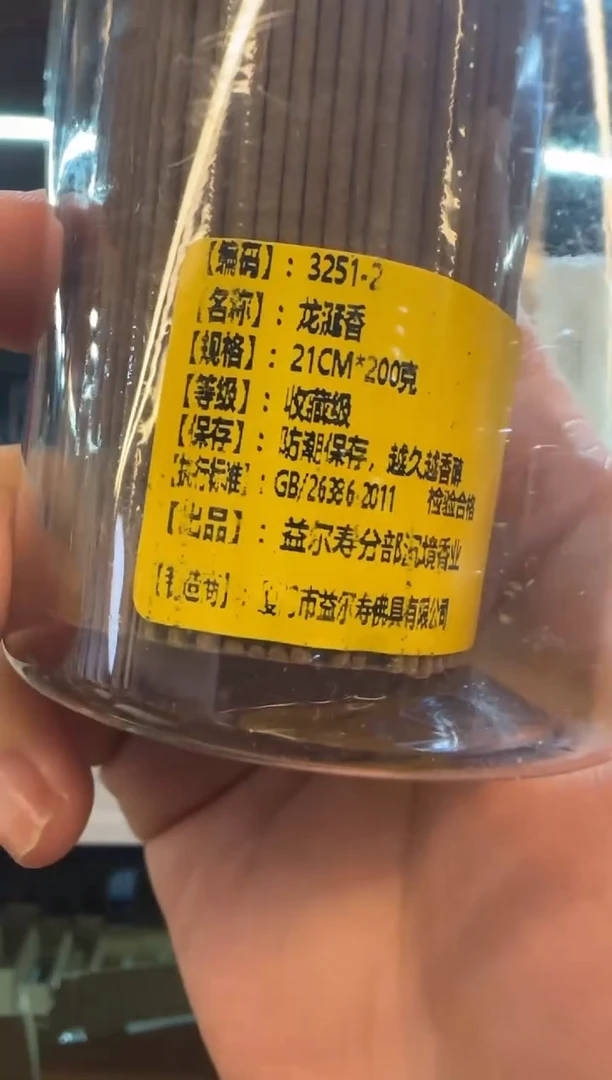 【编码】：3251-2
【名称】：龙涎香
【规格】：21CM*200克
【等级】：收藏级
【保存】：防潮保存，越久越香醇
【执行标准】：GB/26386 2011 检验合格
【出品】：益尔寿分部沉境香业
【制造商】：厦门市益尔寿佛具有限公司